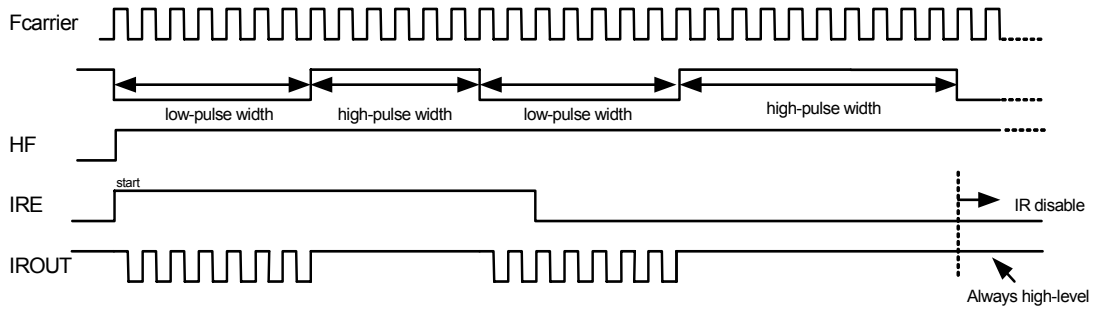 Fcarrier
low-pulse width
high-pulse width
low-pulse width
high-pulse width
HF
start
IRE
IR disable
IROUT
Always high-level